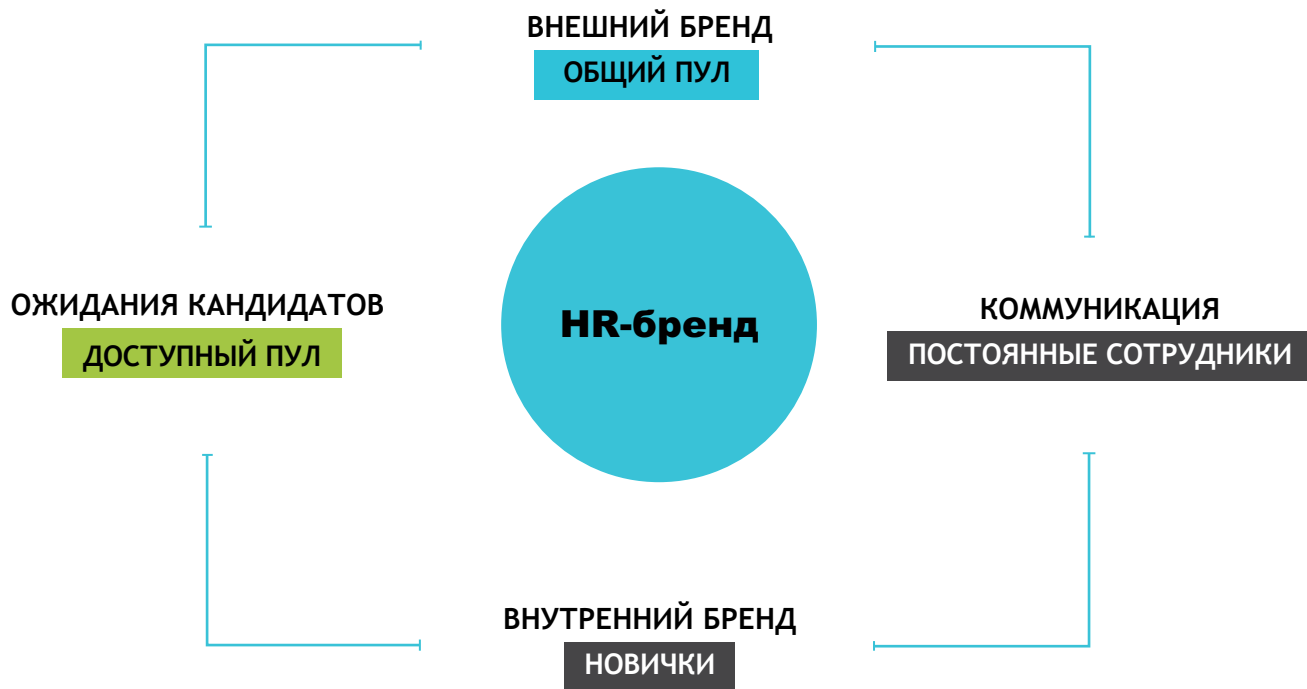 ВНЕШНИЙ БРЕНД
ОБЩИЙ ПУЛ
ОЖИДАНИЯ КАНДИДАТОВ
ДОСТУПНЫЙ ПУЛ
HR-бренд
КОММУНИКАЦИЯ
ПОСТОЯННЫЕ СОТРУДНИКИ
ВНУТРЕННИЙ БРЕНД
НОВИЧКИ